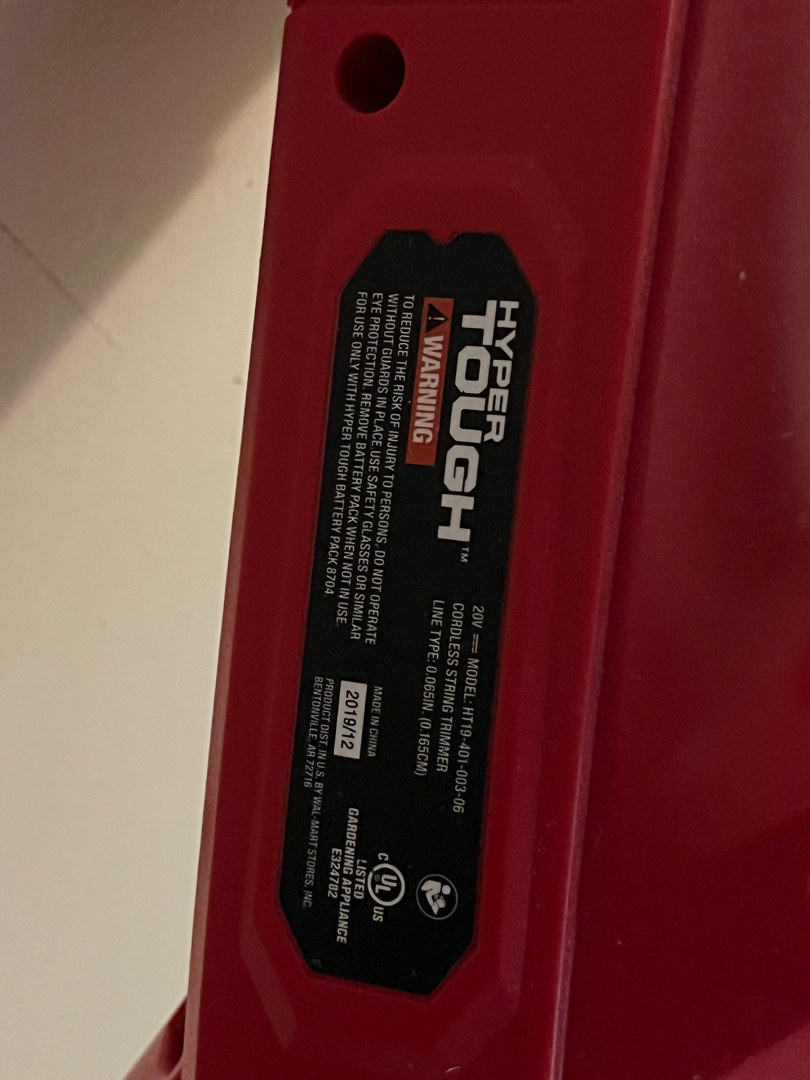 HYPER
TOUGH™
⚠ WARNING
TO REDUCE THE RISK OF INJURY TO PERSONS, DO NOT OPERATE
WITHOUT GUARDS IN PLACE.USE SAFETY GLASSES OR SIMILAR
EYE PROTECTION. REMOVE BATTERY PACK WHEN NOT IN USE.
FOR USE ONLY WITH HYPER TOUGH BATTERY PACK 8704.
20V ⎓ MODEL: HT19-401-003-06
CORDLESS STRING TRIMMER
LINE TYPE: 0.065IN. (0.165CM)
MADE IN CHINA
2019/12
PRODUCT DIST. IN U.S. BY WAL-MART STORES, INC.
BENTONVILLE, AR 72716
C UL US
LISTED
GARDENING APPLIANCE
E324782